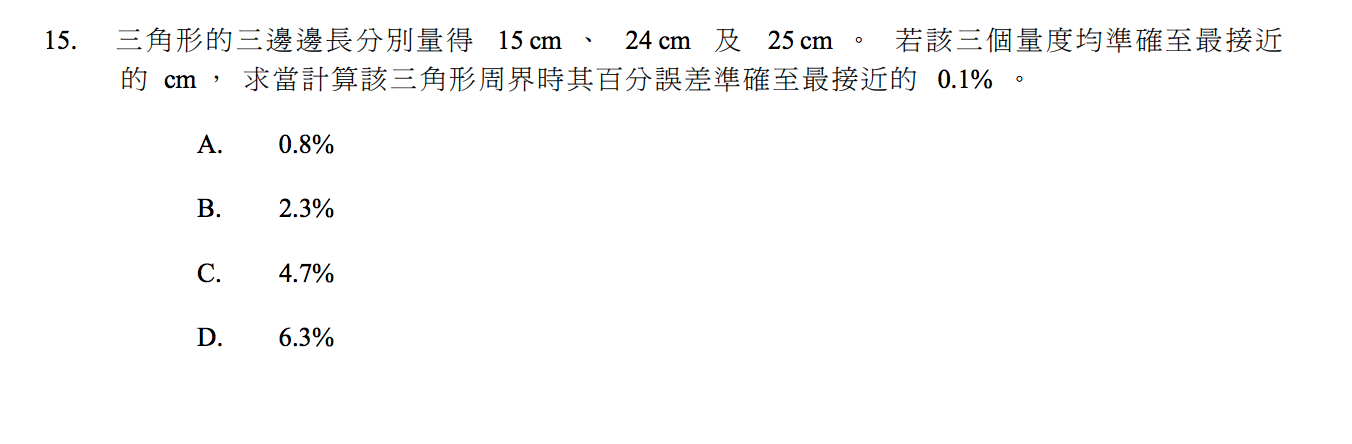 15. 三角形的三邊邊長分別量得 15 cm 、 24 cm 及 25 cm 。 若該三個量度均準確至最接近
的 cm , 求當計算該三角形周界時其百分誤差準確至最接近的 0.1% 。
A. 0.8%
B. 2.3%
C. 4.7%
D. 6.3%